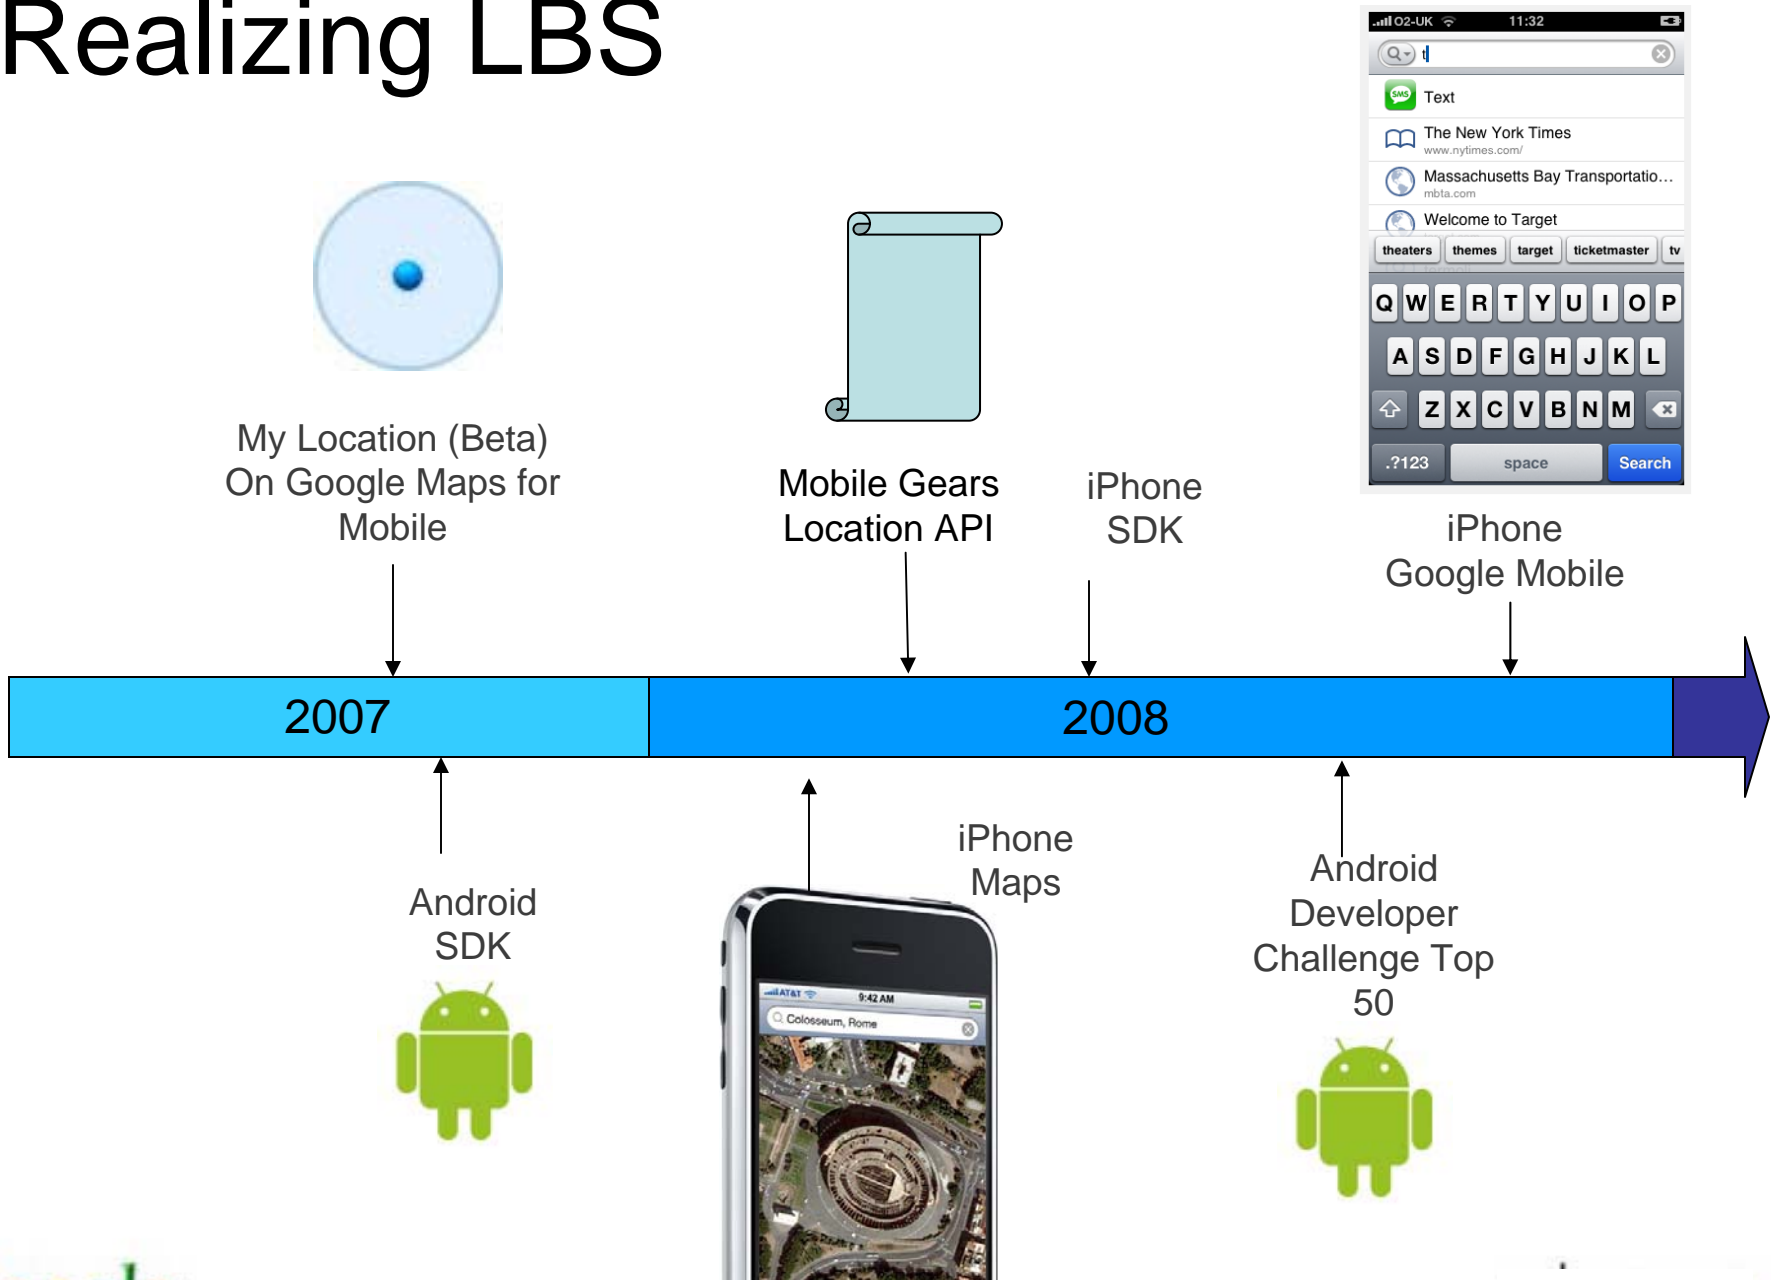 Realizing LBS
O2-UK 11:32
t
SMS
Text
The New York Times
www.nytimes.com/
Massachusetts Bay Transportatio…
mbta.com
Welcome to Target
theaters themes target ticketmaster tv
Q W E R T Y U I O P
A S D F G H J K L
Z X C V B N M
.?123 space Search
My Location (Beta)
On Google Maps for
Mobile
Mobile Gears
Location API
iPhone
SDK
iPhone
Google Mobile
2007
2008
Android
SDK
iPhone
Maps
AT&T 9:42 AM
Colosseum, Rome
Android
Developer
Challenge Top
50